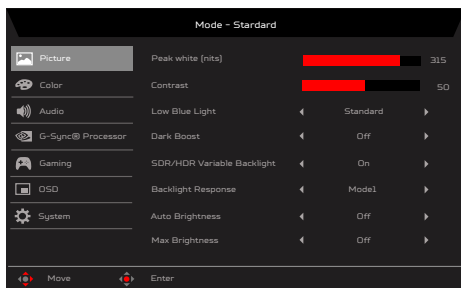 Mode - Stardard
Picture
Peak white (nits) 315
Color
Contrast 50
Audio
Low Blue Light Standard
G-Sync® Processor
Dark Boost Off
Gaming
SDR/HDR Variable Backlight On
OSD
Backlight Response Mode1
System
Auto Brightness Off
Max Brightness Off
Move Enter